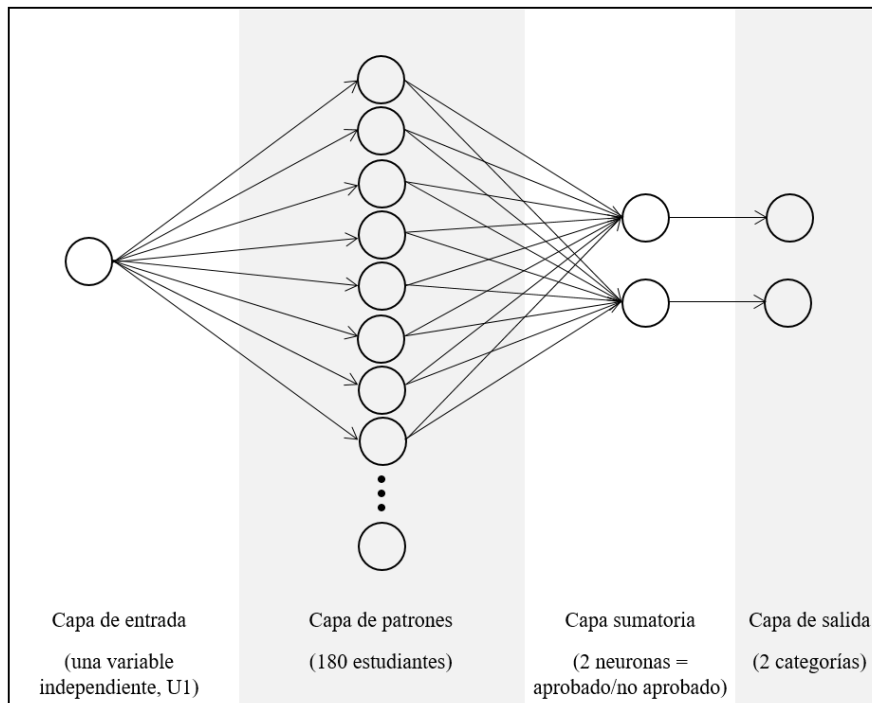 Capa de entrada
(una variable
independiente, U1)
Capa de patrones
(180 estudiantes)
Capa sumatoria
(2 neuronas =
aprobado/no aprobado)
Capa de salida
(2 categorías)